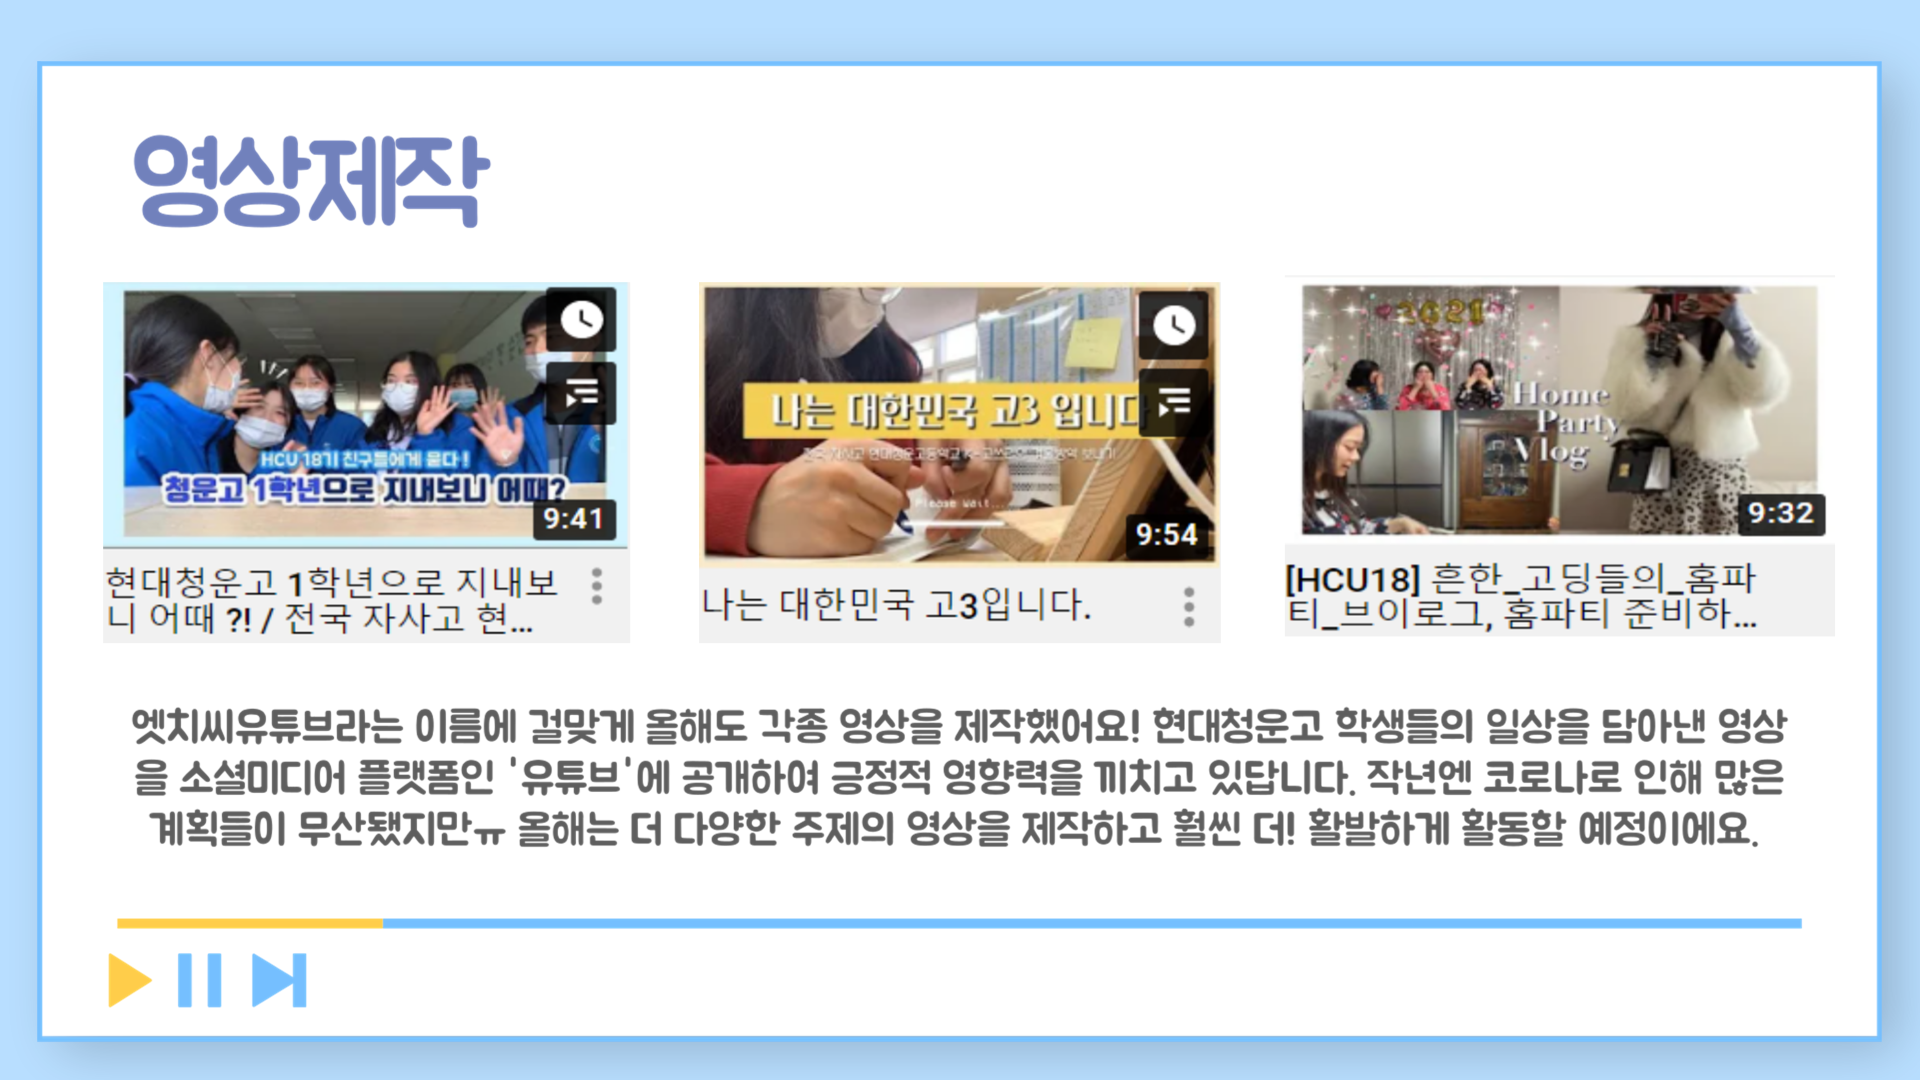 영상제작
HCU 18기 친구들에게 묻다!
청운고 1학년으로 지내보니 어때?
9:41
현대청운고 1학년으로 지내보
니 어때 ?! / 전국 자사고 현...
나는 대한민국 고3 입니다
Please Wait...
9:54
나는 대한민국 고3입니다.
2021
Home
Party
Vlog
9:32
[HCU18] 흔한_고딩들의_홈파
티_브이로그, 홈파티 준비하...
엣치씨유튜브라는 이름에 걸맞게 올해도 각종 영상을 제작했어요! 현대청운고 학생들의 일상을 담아낸 영상
을 소셜미디어 플랫폼인 '유튜브'에 공개하여 긍정적 영향력을 끼치고 있답니다. 작년엔 코로나로 인해 많은
계획들이 무산됐지만ㅠ 올해는 더 다양한 주제의 영상을 제작하고 훨씬 더! 활발하게 활동할 예정이에요.